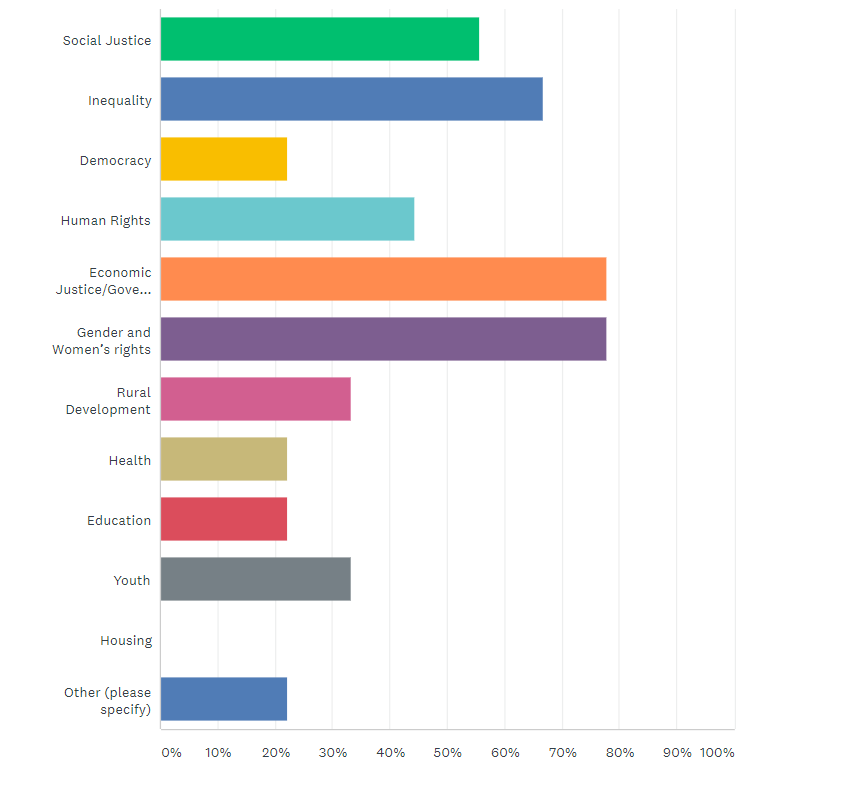 Social Justice
Inequality
Democracy
Human Rights
Economic
Justice/Gove...
Gender and
Women's rights
Rural
Development
Health
Education
Youth
Housing
Other (please
specify)
0% 10% 20% 30% 40% 50% 60% 70% 80% 90% 100%